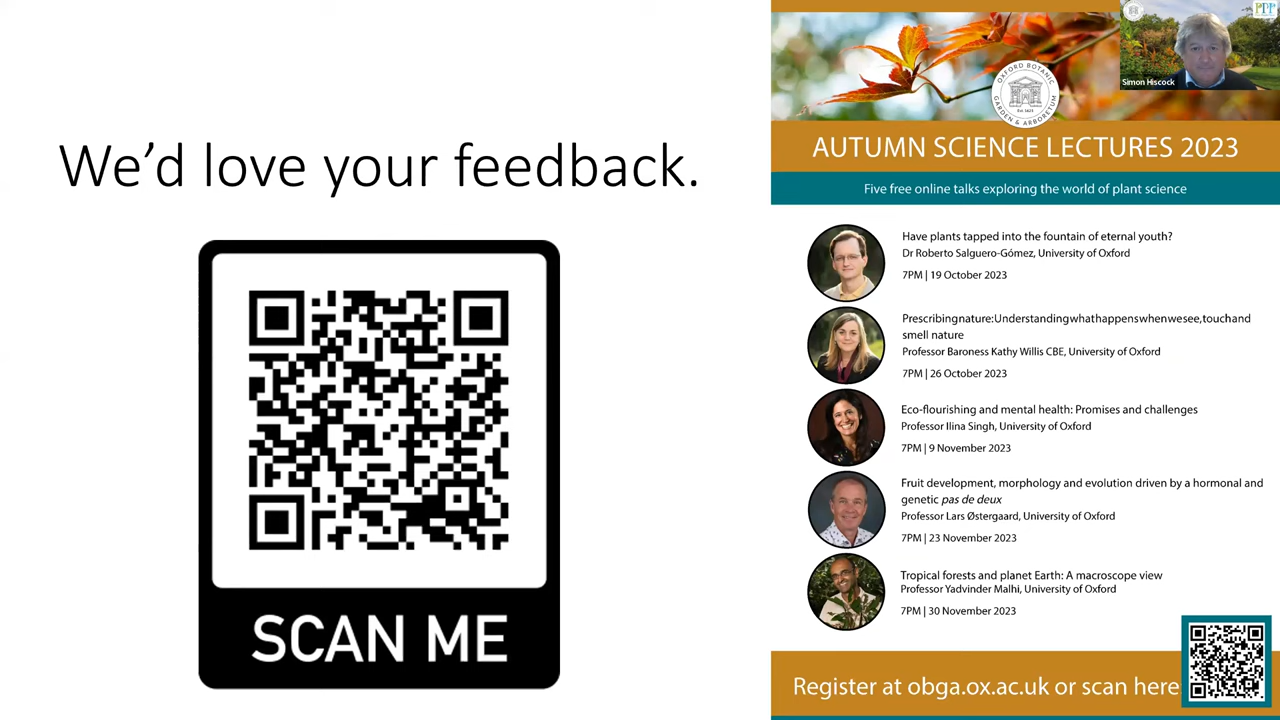 We'd love your feedback.
SCAN ME
OXFORD BOTANIC
GARDEN & ARBORETUM
Est. 1621
Simon Hiscock
AUTUMN SCIENCE LECTURES 2023
Five free online talks exploring the world of plant science
Have plants tapped into the fountain of eternal youth?
Dr Roberto Salguero-Gómez, University of Oxford
7PM | 19 October 2023
Prescribingnature:Understandingwhathappenswhenwesee,touchand
smell nature
Professor Baroness Kathy Willis CBE, University of Oxford
7PM | 26 October 2023
Eco-flourishing and mental health: Promises and challenges
Professor Ilina Singh, University of Oxford
7PM | 9 November 2023
Fruit development, morphology and evolution driven by a hormonal and
genetic pas de deux
Professor Lars Østergaard, University of Oxford
7PM | 23 November 2023
Tropical forests and planet Earth: A macroscope view
Professor Yadvinder Malhi, University of Oxford
7PM | 30 November 2023
Register at obga.ox.ac.uk or scan here